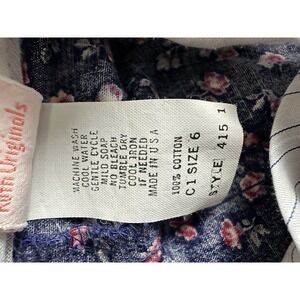 Originals
MACHINE WASH
COOL WATER
GENTLE CYCLE
MILD SOAP
NO BLEACH
TUMBLE DRY
COOL IRON
IF NEEDED
MADE IN U.S.A
100% COTTON
C1 SIZE 6
STYLE 415 1